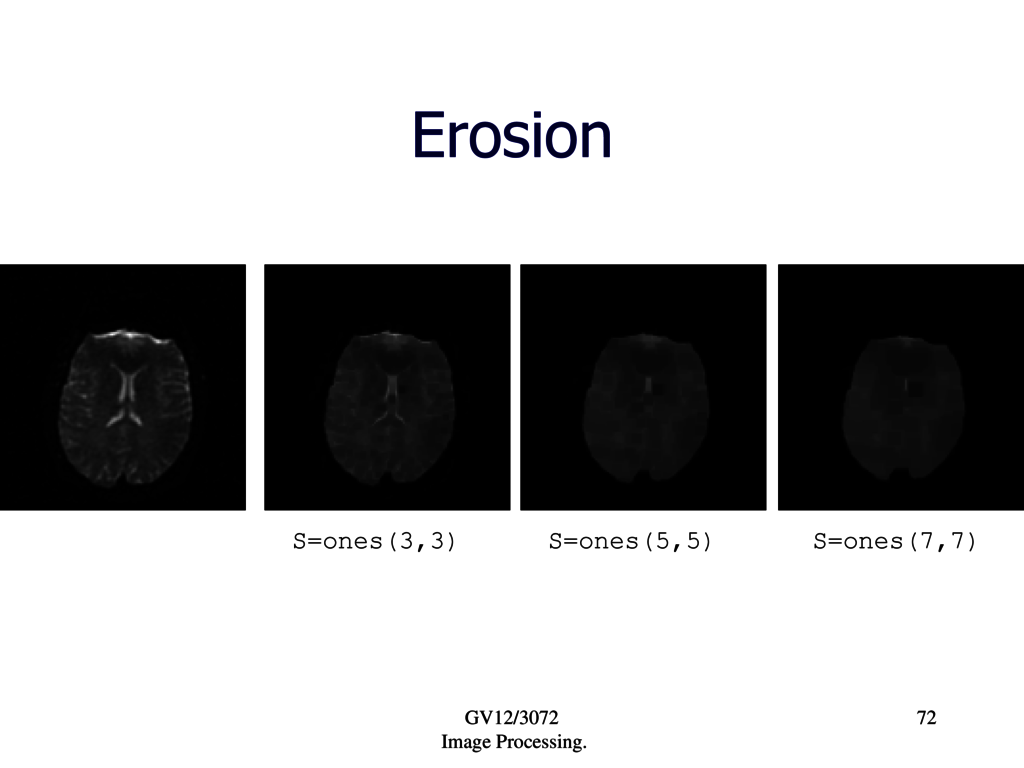 Erosion
S=ones(3,3)
S=ones(5,5)
S=ones(7,7)
GV12/3072
Image Processing.
72